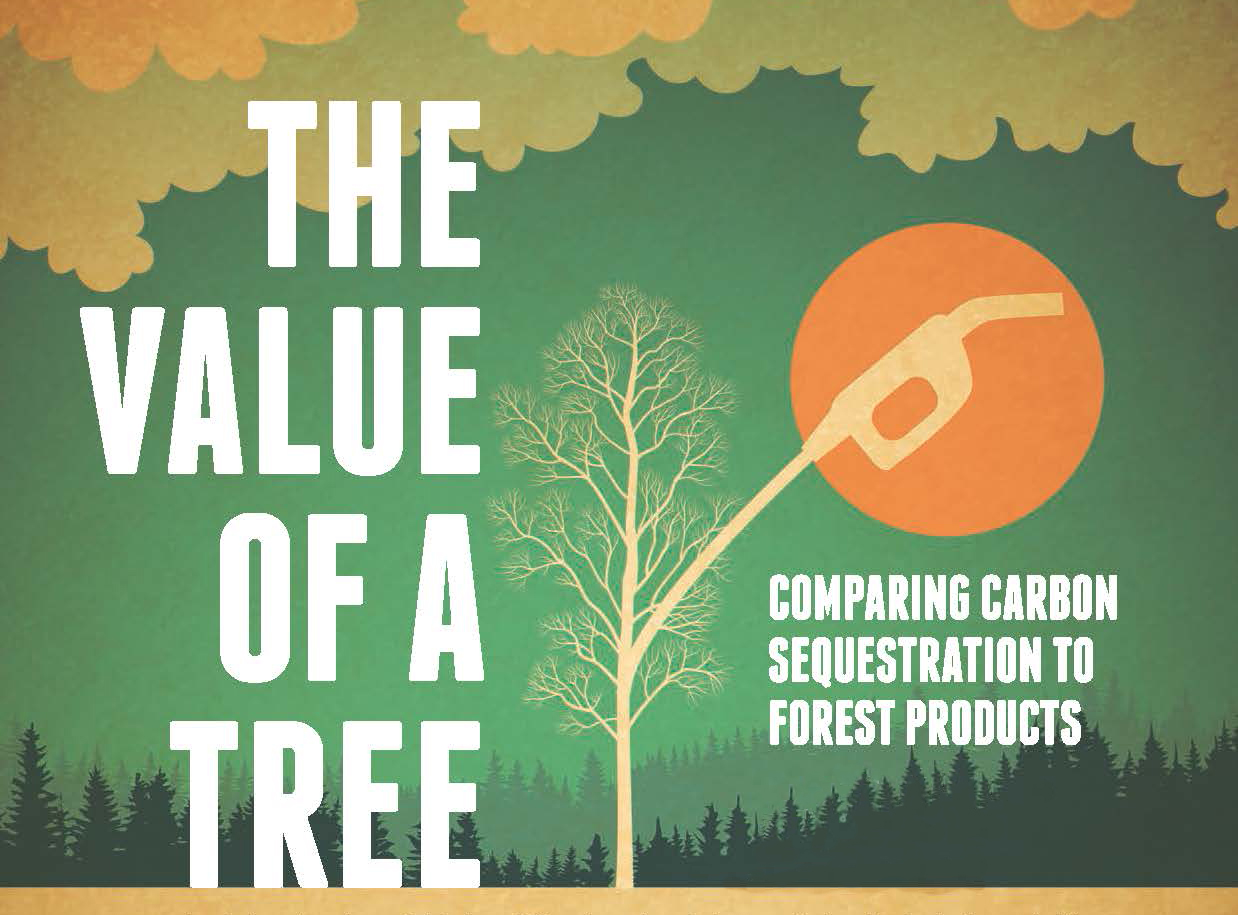 THE
VALUE
OF A
TREE
COMPARING CARBON
SEQUESTRATION TO
FOREST PRODUCTS